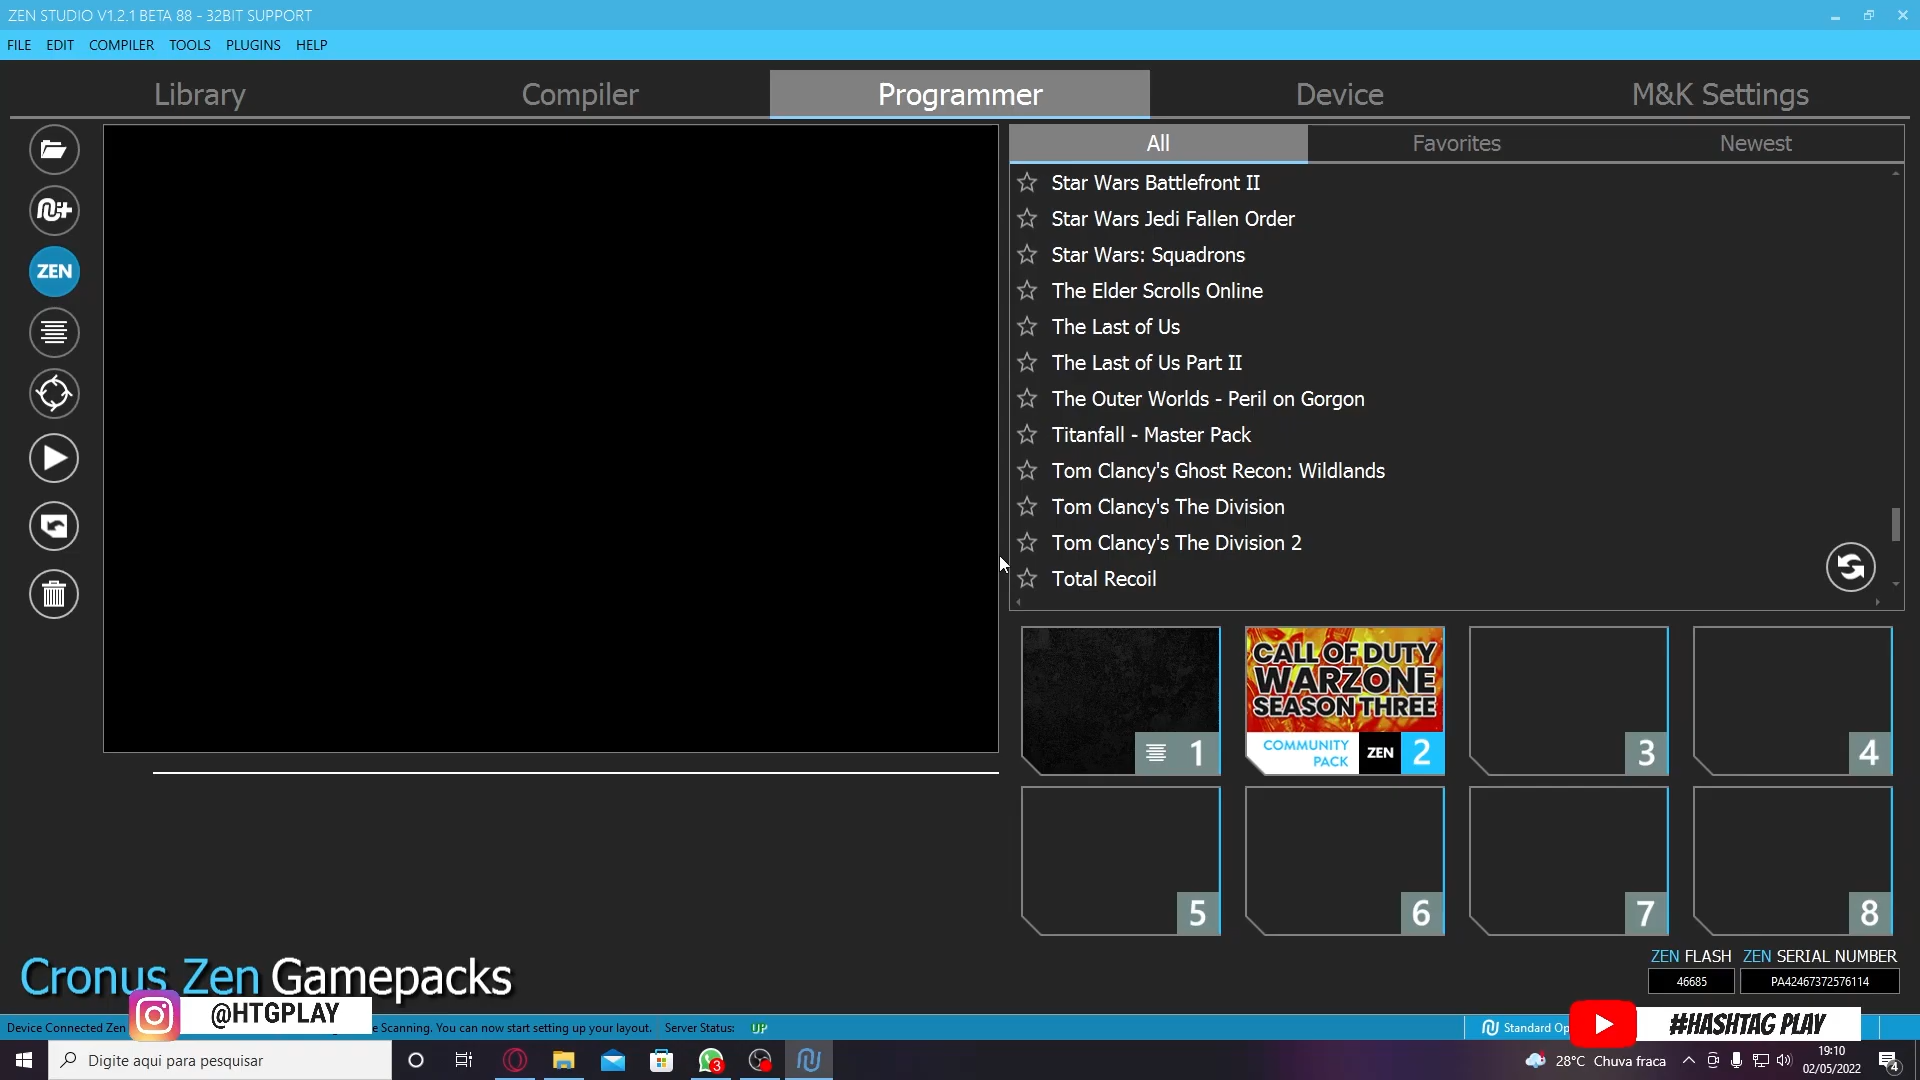 ZEN STUDIO V1.2.1 BETA 88 - 32BIT SUPPORT
FILE EDIT COMPILER TOOLS PLUGINS HELP
Library Compiler Programmer Device M&K Settings
All Favorites Newest
ZEN
Star Wars Battlefront II
Star Wars Jedi Fallen Order
Star Wars: Squadrons
The Elder Scrolls Online
The Last of Us
The Last of Us Part II
The Outer Worlds - Peril on Gorgon
Titanfall - Master Pack
Tom Clancy's Ghost Recon: Wildlands
Tom Clancy's The Division
Tom Clancy's The Division 2
Total Recoil
1
CALL OF DUTY
WARZONE
SEASON THREE
COMMUNITY
PACK
ZEN 2
3
4
5
6
7
8
Cronus Zen Gamepacks
ZEN FLASH ZEN SERIAL NUMBER
46685 PA42467372576114
@HTGPLAY
#HASHTAG PLAY
Device Connected Zen e Scanning. You can now start setting up your layout. Server Status: UP
Standard Op
Digite aqui para pesquisar
3
28°C Chuva fraca
19:10
02/05/2022
4